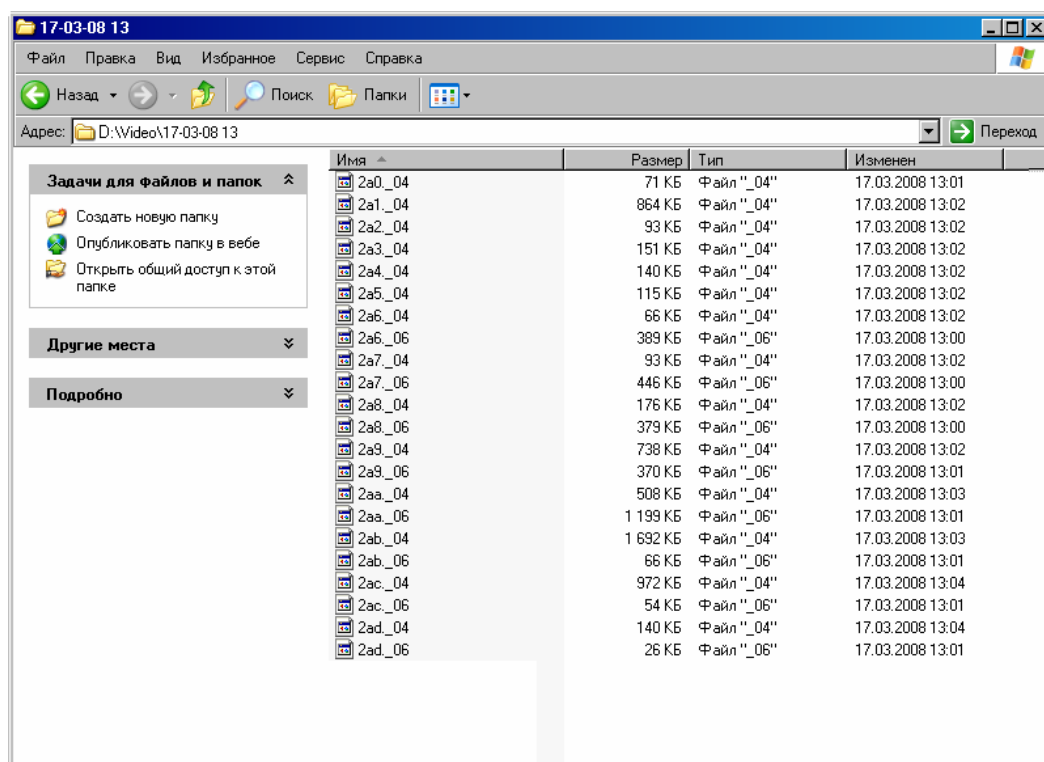 17-03-08 13
Файл Правка Вид Избранное Сервис Справка
Назад Поиск Папки
Адрес: D:\Video\17-03-08 13 Переход
Задачи для файлов и папок
Создать новую папку
Опубликовать папку в вебе
Открыть общий доступ к этой
папке
Другие места
Подробно
Имя Размер Тип Изменен
2a0._04 71 КБ Файл "_04" 17.03.2008 13:01
2a1._04 864 КБ Файл "_04" 17.03.2008 13:02
2a2._04 93 КБ Файл "_04" 17.03.2008 13:02
2a3._04 151 КБ Файл "_04" 17.03.2008 13:02
2a4._04 140 КБ Файл "_04" 17.03.2008 13:02
2a5._04 115 КБ Файл "_04" 17.03.2008 13:02
2a6._04 66 КБ Файл "_04" 17.03.2008 13:02
2a6._06 389 КБ Файл "_06" 17.03.2008 13:00
2a7._04 93 КБ Файл "_04" 17.03.2008 13:02
2a7._06 446 КБ Файл "_06" 17.03.2008 13:00
2a8._04 176 КБ Файл "_04" 17.03.2008 13:02
2a8._06 379 КБ Файл "_06" 17.03.2008 13:00
2a9._04 738 КБ Файл "_04" 17.03.2008 13:02
2a9._06 370 КБ Файл "_06" 17.03.2008 13:01
2aa._04 508 КБ Файл "_04" 17.03.2008 13:03
2aa._06 1 199 КБ Файл "_06" 17.03.2008 13:01
2ab._04 1 692 КБ Файл "_04" 17.03.2008 13:03
2ab._06 66 КБ Файл "_06" 17.03.2008 13:01
2ac._04 972 КБ Файл "_04" 17.03.2008 13:04
2ac._06 54 КБ Файл "_06" 17.03.2008 13:01
2ad._04 140 КБ Файл "_04" 17.03.2008 13:04
2ad._06 26 КБ Файл "_06" 17.03.2008 13:01